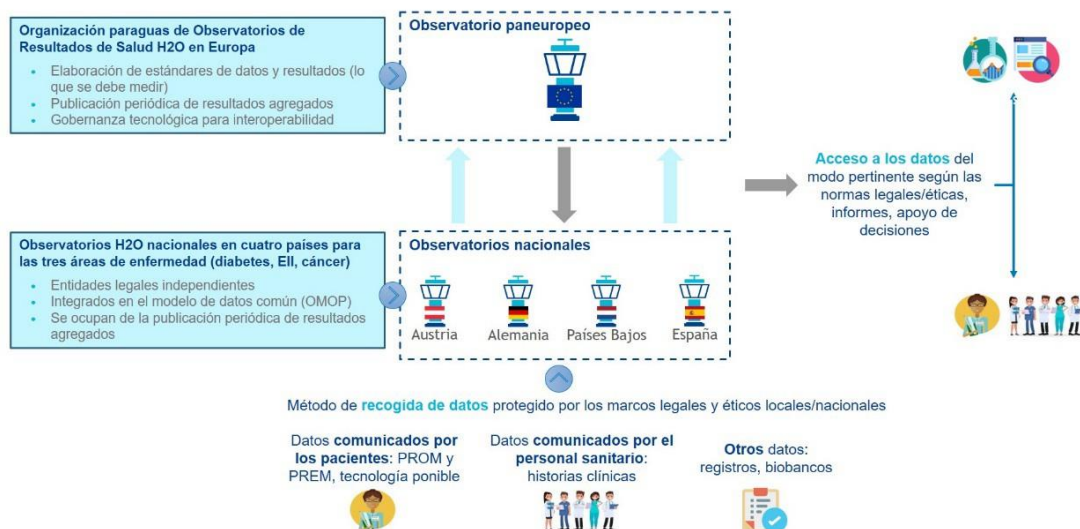 Organización paraguas de Observatorios de
Resultados de Salud H2O en Europa
• Elaboración de estándares de datos y resultados (lo
que se debe medir)
• Publicación periódica de resultados agregados
• Gobernanza tecnológica para interoperabilidad
Observatorio paneuropeo
Acceso a los datos del
modo pertinente según las
normas legales/éticas,
informes, apoyo de
decisiones
Observatorios H2O nacionales en cuatro países para
las tres áreas de enfermedad (diabetes, EII, cáncer)
• Entidades legales independientes
• Integrados en el modelo de datos común (OMOP)
• Se ocupan de la publicación periódica de resultados
agregados
Observatorios nacionales
Austria
Alemania
Países Bajos
España
Método de recogida de datos protegido por los marcos legales y éticos locales/nacionales
Datos comunicados por
los pacientes: PROM y
PREM, tecnología ponible
Datos comunicados por el
personal sanitario:
historias clínicas
Otros datos:
registros, biobancos